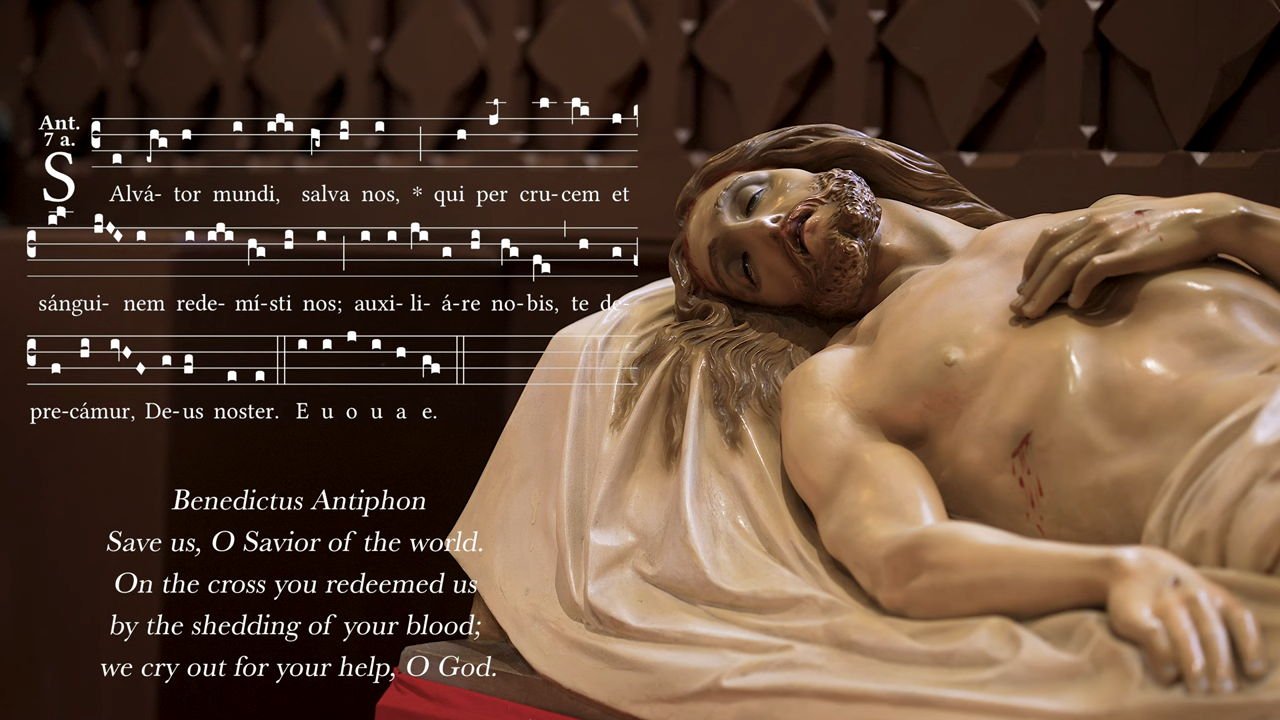 Ant.
7 a.
SAlvá- tor mundi, salva nos, * qui per cru-cem et
sángui- nem rede- mí-sti nos; auxi- li- á-re no-bis, te de-
pre-cámur, De-us noster. E u o u a e.
Benedictus Antiphon
Save us, O Savior of the world.
On the cross you redeemed us
by the shedding of your blood;
we cry out for your help, O God.